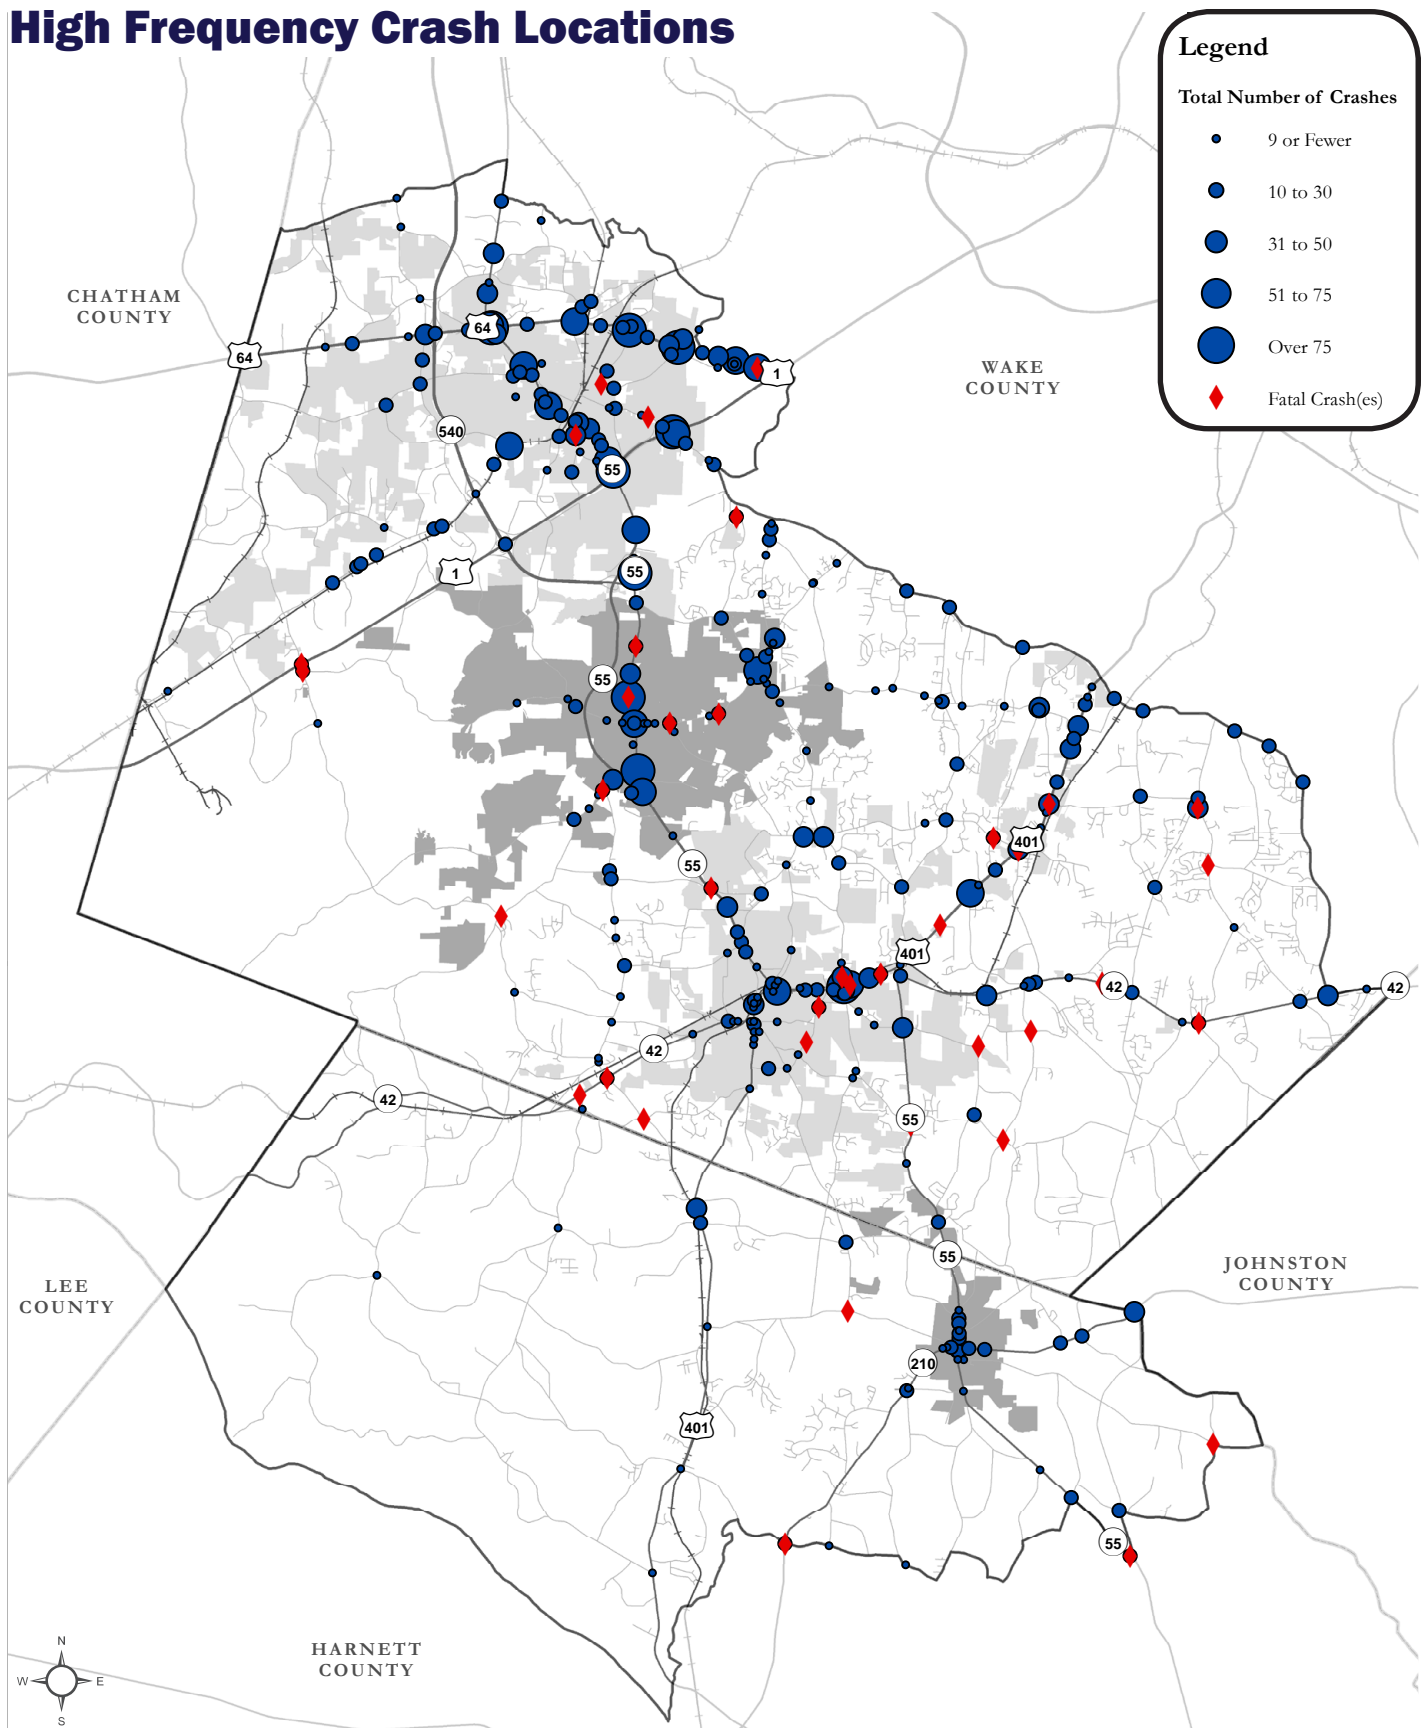 High Frequency Crash Locations
Legend
Total Number of Crashes
9 or Fewer
10 to 30
31 to 50
51 to 75
Over 75
Fatal Crash(es)
CHATHAM
COUNTY
64
64
1
WAKE
COUNTY
540
55
1
55
55
401
55
401
42
42
42
42
55
55
JOHNSTON
COUNTY
LEE
COUNTY
210
401
55
HARNETT
COUNTY
N
W
E
S